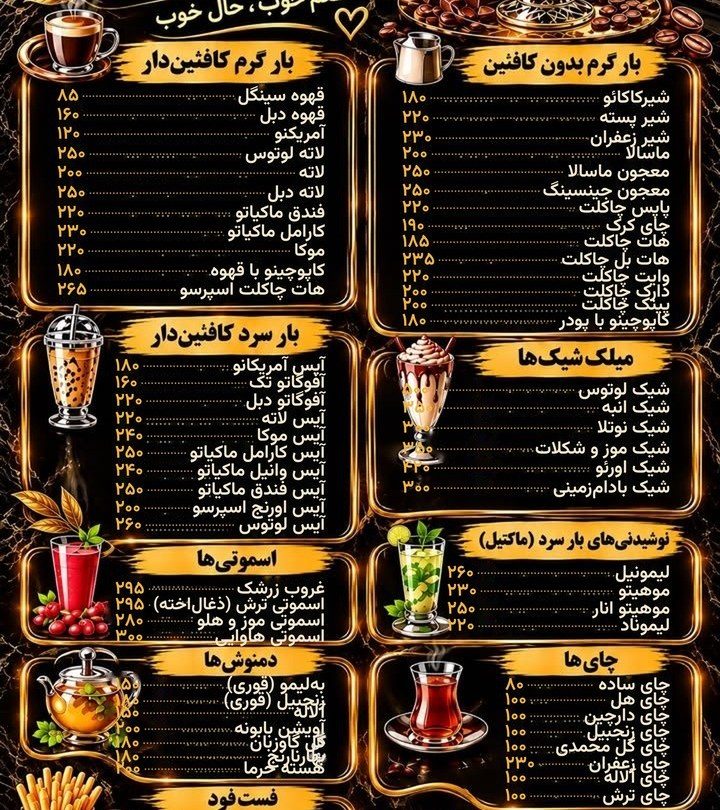 خوب ، حال خوب
بار گرم بدون کافئین
شیرکاکائو ۱۸۰
شیر پسته ۲۲۰
شیر زعفران ۲۳۰
ماسالا ۲۰۰
معجون ماسالا ۲۵۰
معجون جینسینگ ۲۵۰
پایس چاکلت ۲۲۰
چای کرک ۱۹۰
هات چاکلت ۱۸۵
هات بل چاکلت ۲۳۵
وایت چاکلت ۲۲۰
دارک چاکلت ۲۰۰
پینک چاکلت ۲۰۰
کاپوچینو با پودر ۱۸۰
بار گرم کافئین‌دار
قهوه سینگل ۸۵
قهوه دبل ۱۶۰
آمریکنو ۱۲۰
لاته لوتوس ۲۵۰
لاته ۲۰۰
لاته دبل ۲۵۰
فندق ماکیاتو ۲۲۰
کارامل ماکیاتو ۲۳۰
موکا ۲۲۰
کاپوچینو با قهوه ۱۸۰
هات چاکلت اسپرسو ۲۶۵
میلک‌شیک‌ها
شیک لوتوس
شیک انبه
شیک نوتلا
شیک موز و شکلات
شیک اورئو
شیک بادام‌زمینی ۳۰۰
بار سرد کافئین‌دار
آیس آمریکانو ۱۸۰
آفوگاتو تک ۱۶۰
آفوگاتو دبل ۲۲۰
آیس لاته ۲۲۰
آیس موکا ۲۴۰
آیس کارامل ماکیاتو ۲۵۰
آیس وانیل ماکیاتو ۲۴۰
آیس فندق ماکیاتو ۲۵۰
آیس اورنج اسپرسو ۲۰۰
آیس لوتوس ۲۶۰
نوشیدنی‌های بار سرد (ماکتیل)
لیمونیل ۲۶۰
موهیتو ۲۳۰
موهیتو انار ۲۵۰
لیموناد ۲۲۰
اسموتی‌ها
غروب زرشک ۲۹۵
اسموتی ترش (ذغال‌اخته) ۲۹۵
اسموتی موز و هلو ۲۸۰
اسموتی هاوایی ۳۰۰
چای‌ها
چای ساده ۸۰
چای هل ۱۰۰
چای دارچین ۱۰۰
چای زنجبیل ۱۰۰
چای گل محمدی ۱۰۰
چای زعفران ۲۳۰
چای آلاله ۱۰۰
چای ترش ۱۰۰
دمنوش‌ها
به‌لیمو (قوری)
زنجبیل (قوری)
آلاله
آویشن بابونه
گل گاوزبان
بهارنارنج
هسته خرما ۲۰۰
فست فود